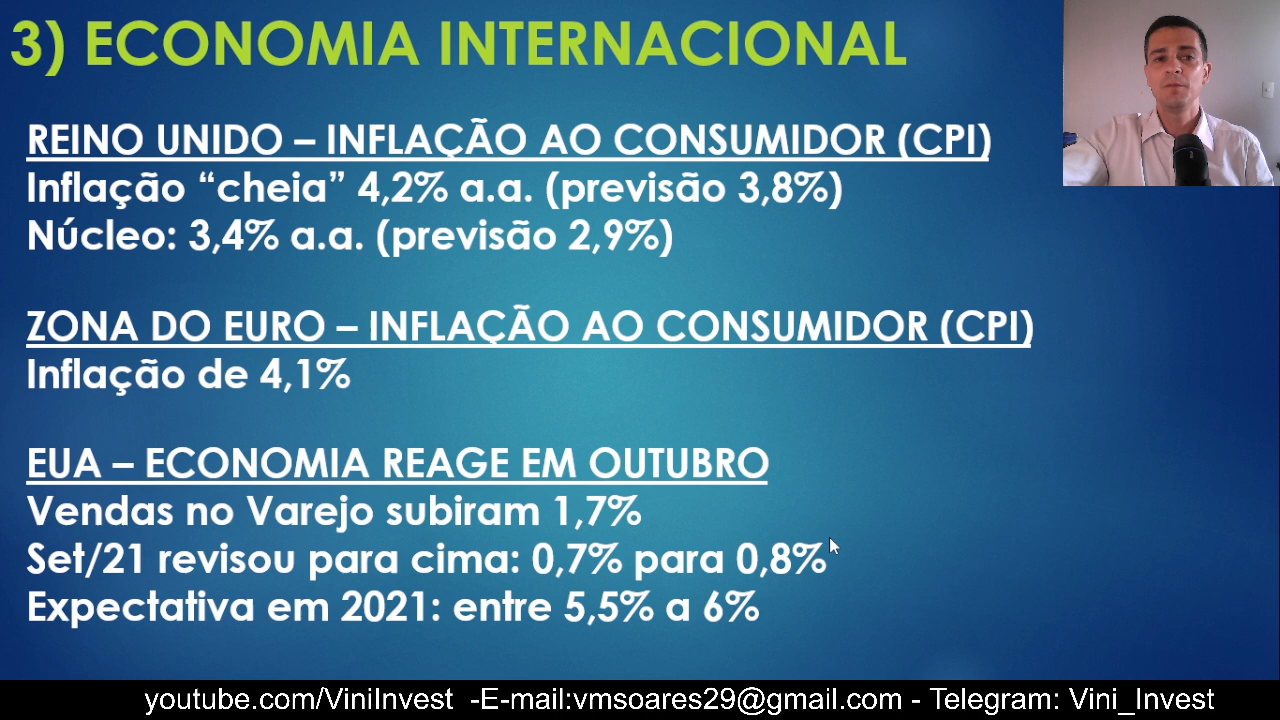 3) ECONOMIA INTERNACIONAL
REINO UNIDO – INFLAÇÃO AO CONSUMIDOR (CPI)
Inflação “cheia” 4,2% a.a. (previsão 3,8%)
Núcleo: 3,4% a.a. (previsão 2,9%)
ZONA DO EURO – INFLAÇÃO AO CONSUMIDOR (CPI)
Inflação de 4,1%
EUA – ECONOMIA REAGE EM OUTUBRO
Vendas no Varejo subiram 1,7%
Set/21 revisou para cima: 0,7% para 0,8%
Expectativa em 2021: entre 5,5% a 6%
youtube.com/ViniInvest -E-mail:vmsoares29@gmail.com - Telegram: Vini_Invest